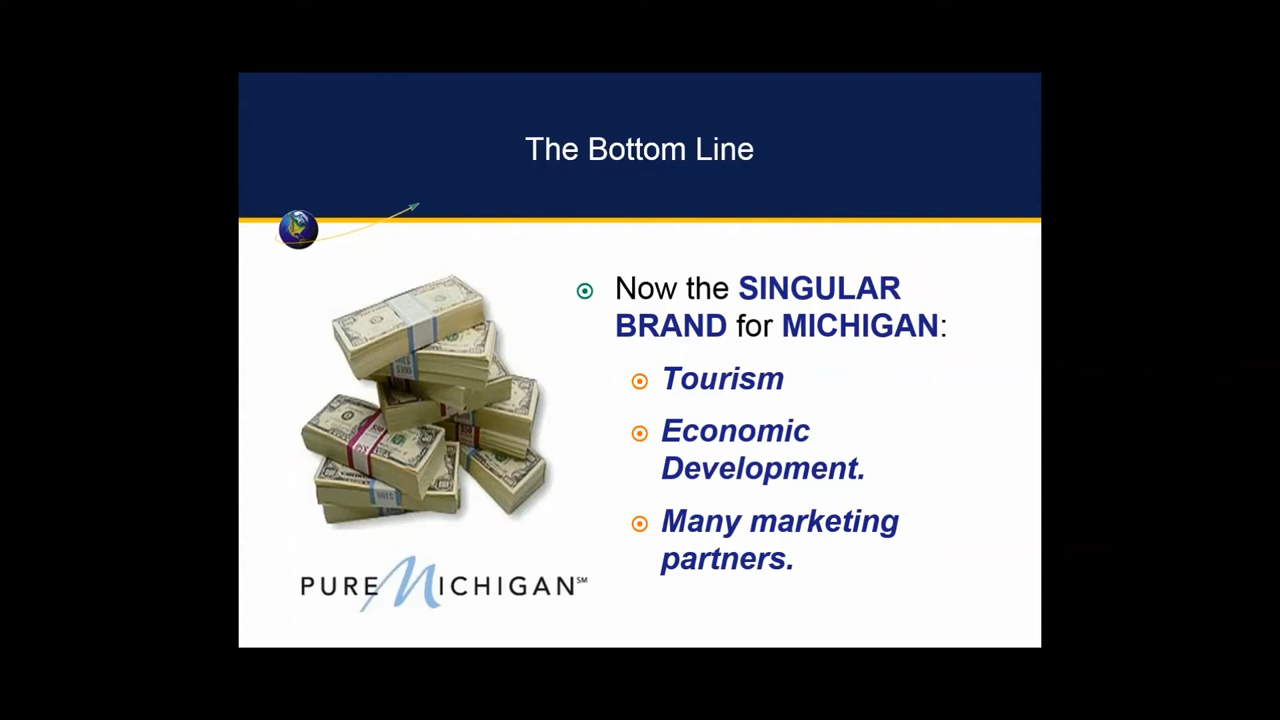 The Bottom Line
Now the SINGULAR
BRAND for MICHIGAN:
Tourism
Economic
Development.
Many marketing
partners.
PURE MICHIGAN℠